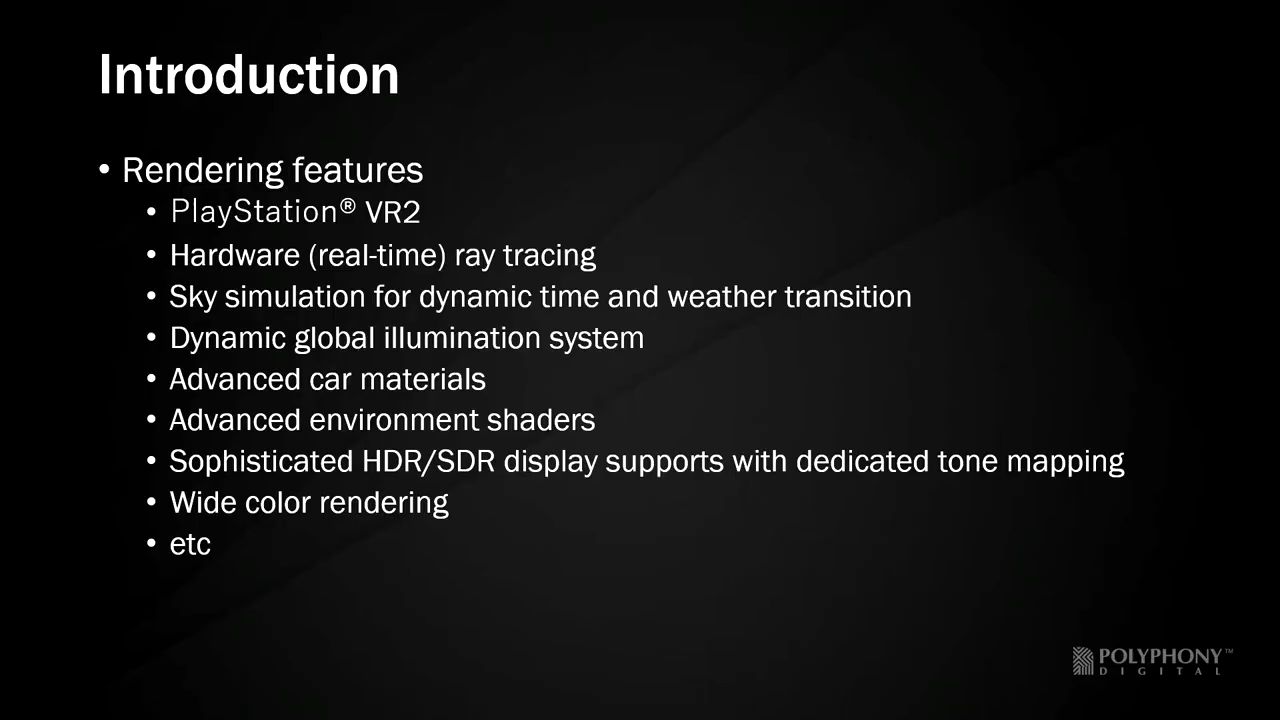 Introduction
• Rendering features
• PlayStation® VR2
• Hardware (real-time) ray tracing
• Sky simulation for dynamic time and weather transition
• Dynamic global illumination system
• Advanced car materials
• Advanced environment shaders
• Sophisticated HDR/SDR display supports with dedicated tone mapping
• Wide color rendering
• etc
POLYPHONY™
DIGITAL